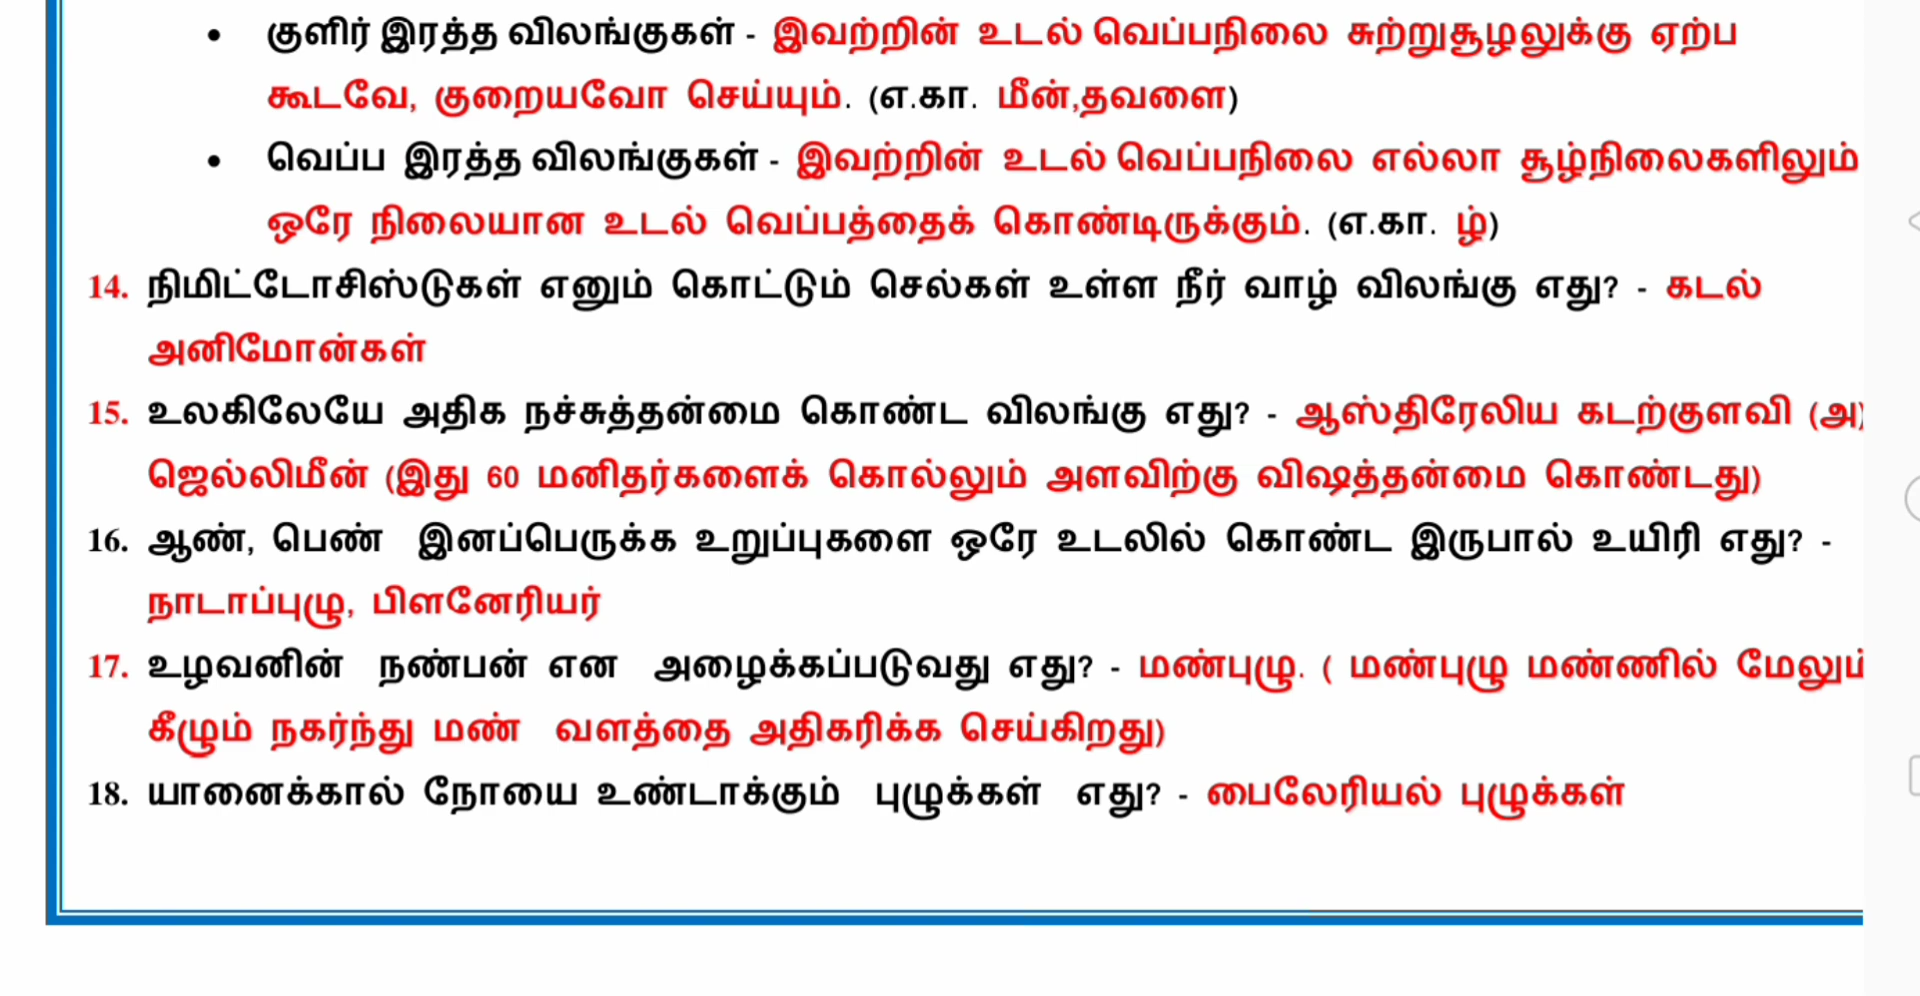 • குளிர் இரத்த விலங்குகள் - இவற்றின் உடல் வெப்பநிலை சுற்றுசூழலுக்கு ஏற்ப
கூடவே, குறையவோ செய்யும். (எ.கா. மீன்,தவளை)
• வெப்ப இரத்த விலங்குகள் - இவற்றின் உடல் வெப்பநிலை எல்லா சூழ்நிலைகளிலும்
ஒரே நிலையான உடல் வெப்பத்தைக் கொண்டிருக்கும். (எ.கா. ழ்)
14. நிமிட்டோசிஸ்டுகள் எனும் கொட்டும் செல்கள் உள்ள நீர் வாழ் விலங்கு எது? - கடல்
அனிமோன்கள்
15. உலகிலேயே அதிக நச்சுத்தன்மை கொண்ட விலங்கு எது? - ஆஸ்திரேலிய கடற்குளவி (அ)
ஜெல்லிமீன் (இது 60 மனிதர்களைக் கொல்லும் அளவிற்கு விஷத்தன்மை கொண்டது)
16. ஆண், பெண் இனப்பெருக்க உறுப்புகளை ஒரே உடலில் கொண்ட இருபால் உயிரி எது? -
நாடாப்புழு, பிளனேரியர்
17. உழவனின் நண்பன் என அழைக்கப்படுவது எது? - மண்புழு. ( மண்புழு மண்ணில் மேலும்
கீழும் நகர்ந்து மண் வளத்தை அதிகரிக்க செய்கிறது)
18. யானைக்கால் நோயை உண்டாக்கும் புழுக்கள் எது? - பைலேரியல் புழுக்கள்